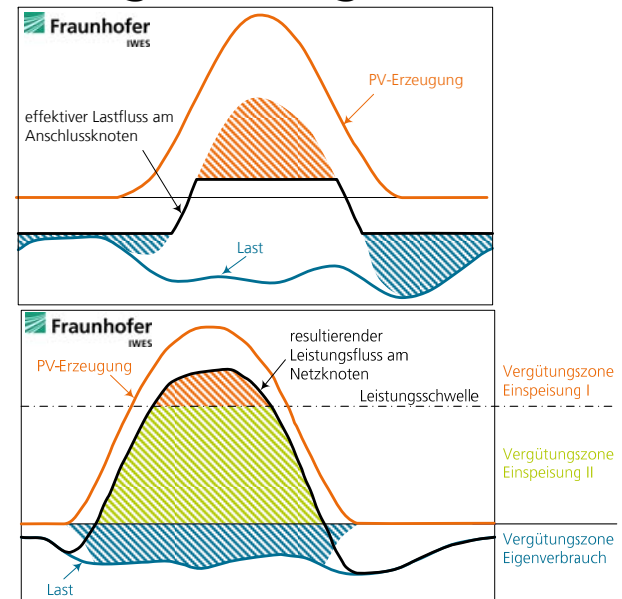 Fraunhofer
IWES
PV-Erzeugung
effektiver Lastfluss am
Anschlussknoten
Last
Fraunhofer
IWES
resultierender
Leistungsfluss am
Netzknoten
PV-Erzeugung
Leistungsschwelle
Vergütungszone
Einspeisung I
Vergütungszone
Einspeisung II
Vergütungszone
Eigenverbrauch
Last